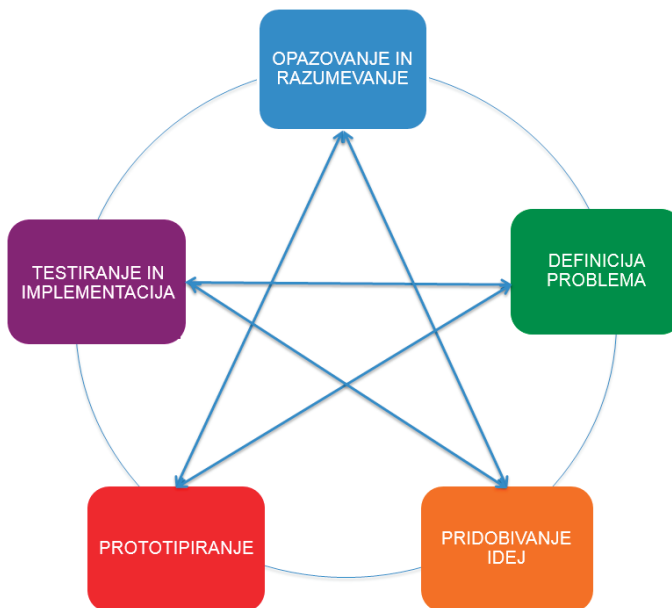 OPAZOVANJE IN
RAZUMEVANJE
DEFINICIJA
PROBLEMA
PRIDOBIVANJE
IDEJ
PROTOTIPIRANJE
TESTIRANJE IN
IMPLEMENTACIJA